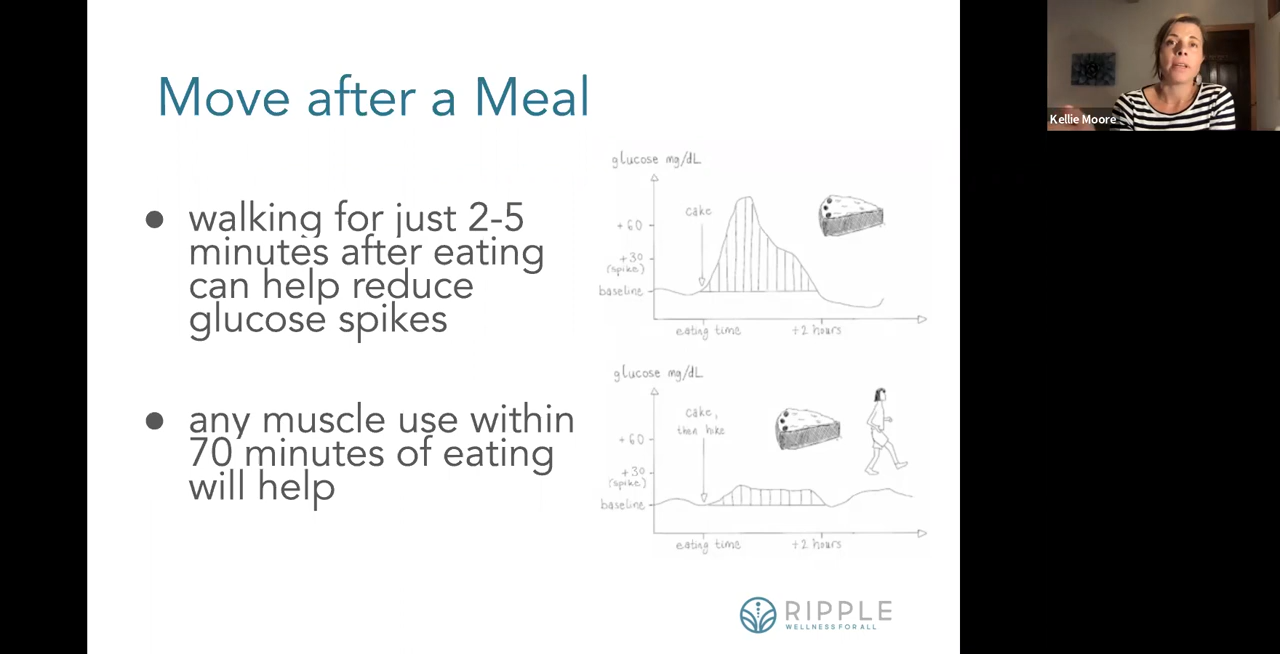 Move after a Meal
● walking for just 2-5
minutes after eating
can help reduce
glucose spikes
● any muscle use within
70 minutes of eating
will help
glucose mg/dL
cake
+60
+30
(spike)
baseline
eating time
+2 hours
glucose mg/dL
cake,
then hike
+60
+30
(spike)
baseline
eating time
+2 hours
RIPPLE
WELLNESS FOR ALL
Kellie Moore